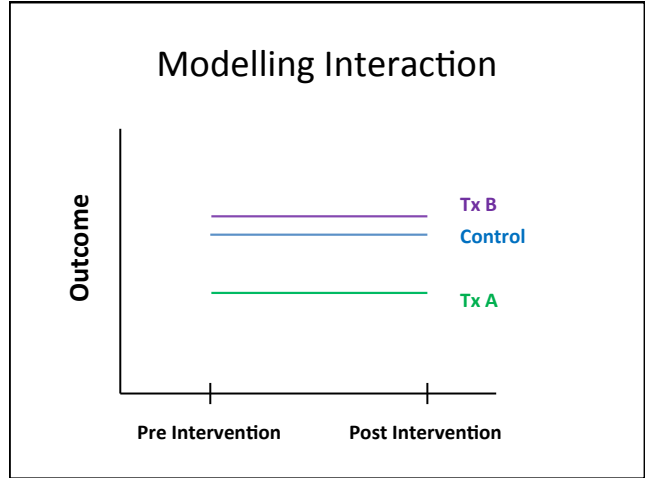 Modelling Interaction
Outcome
Tx B
Control
Tx A
Pre Intervention
Post Intervention